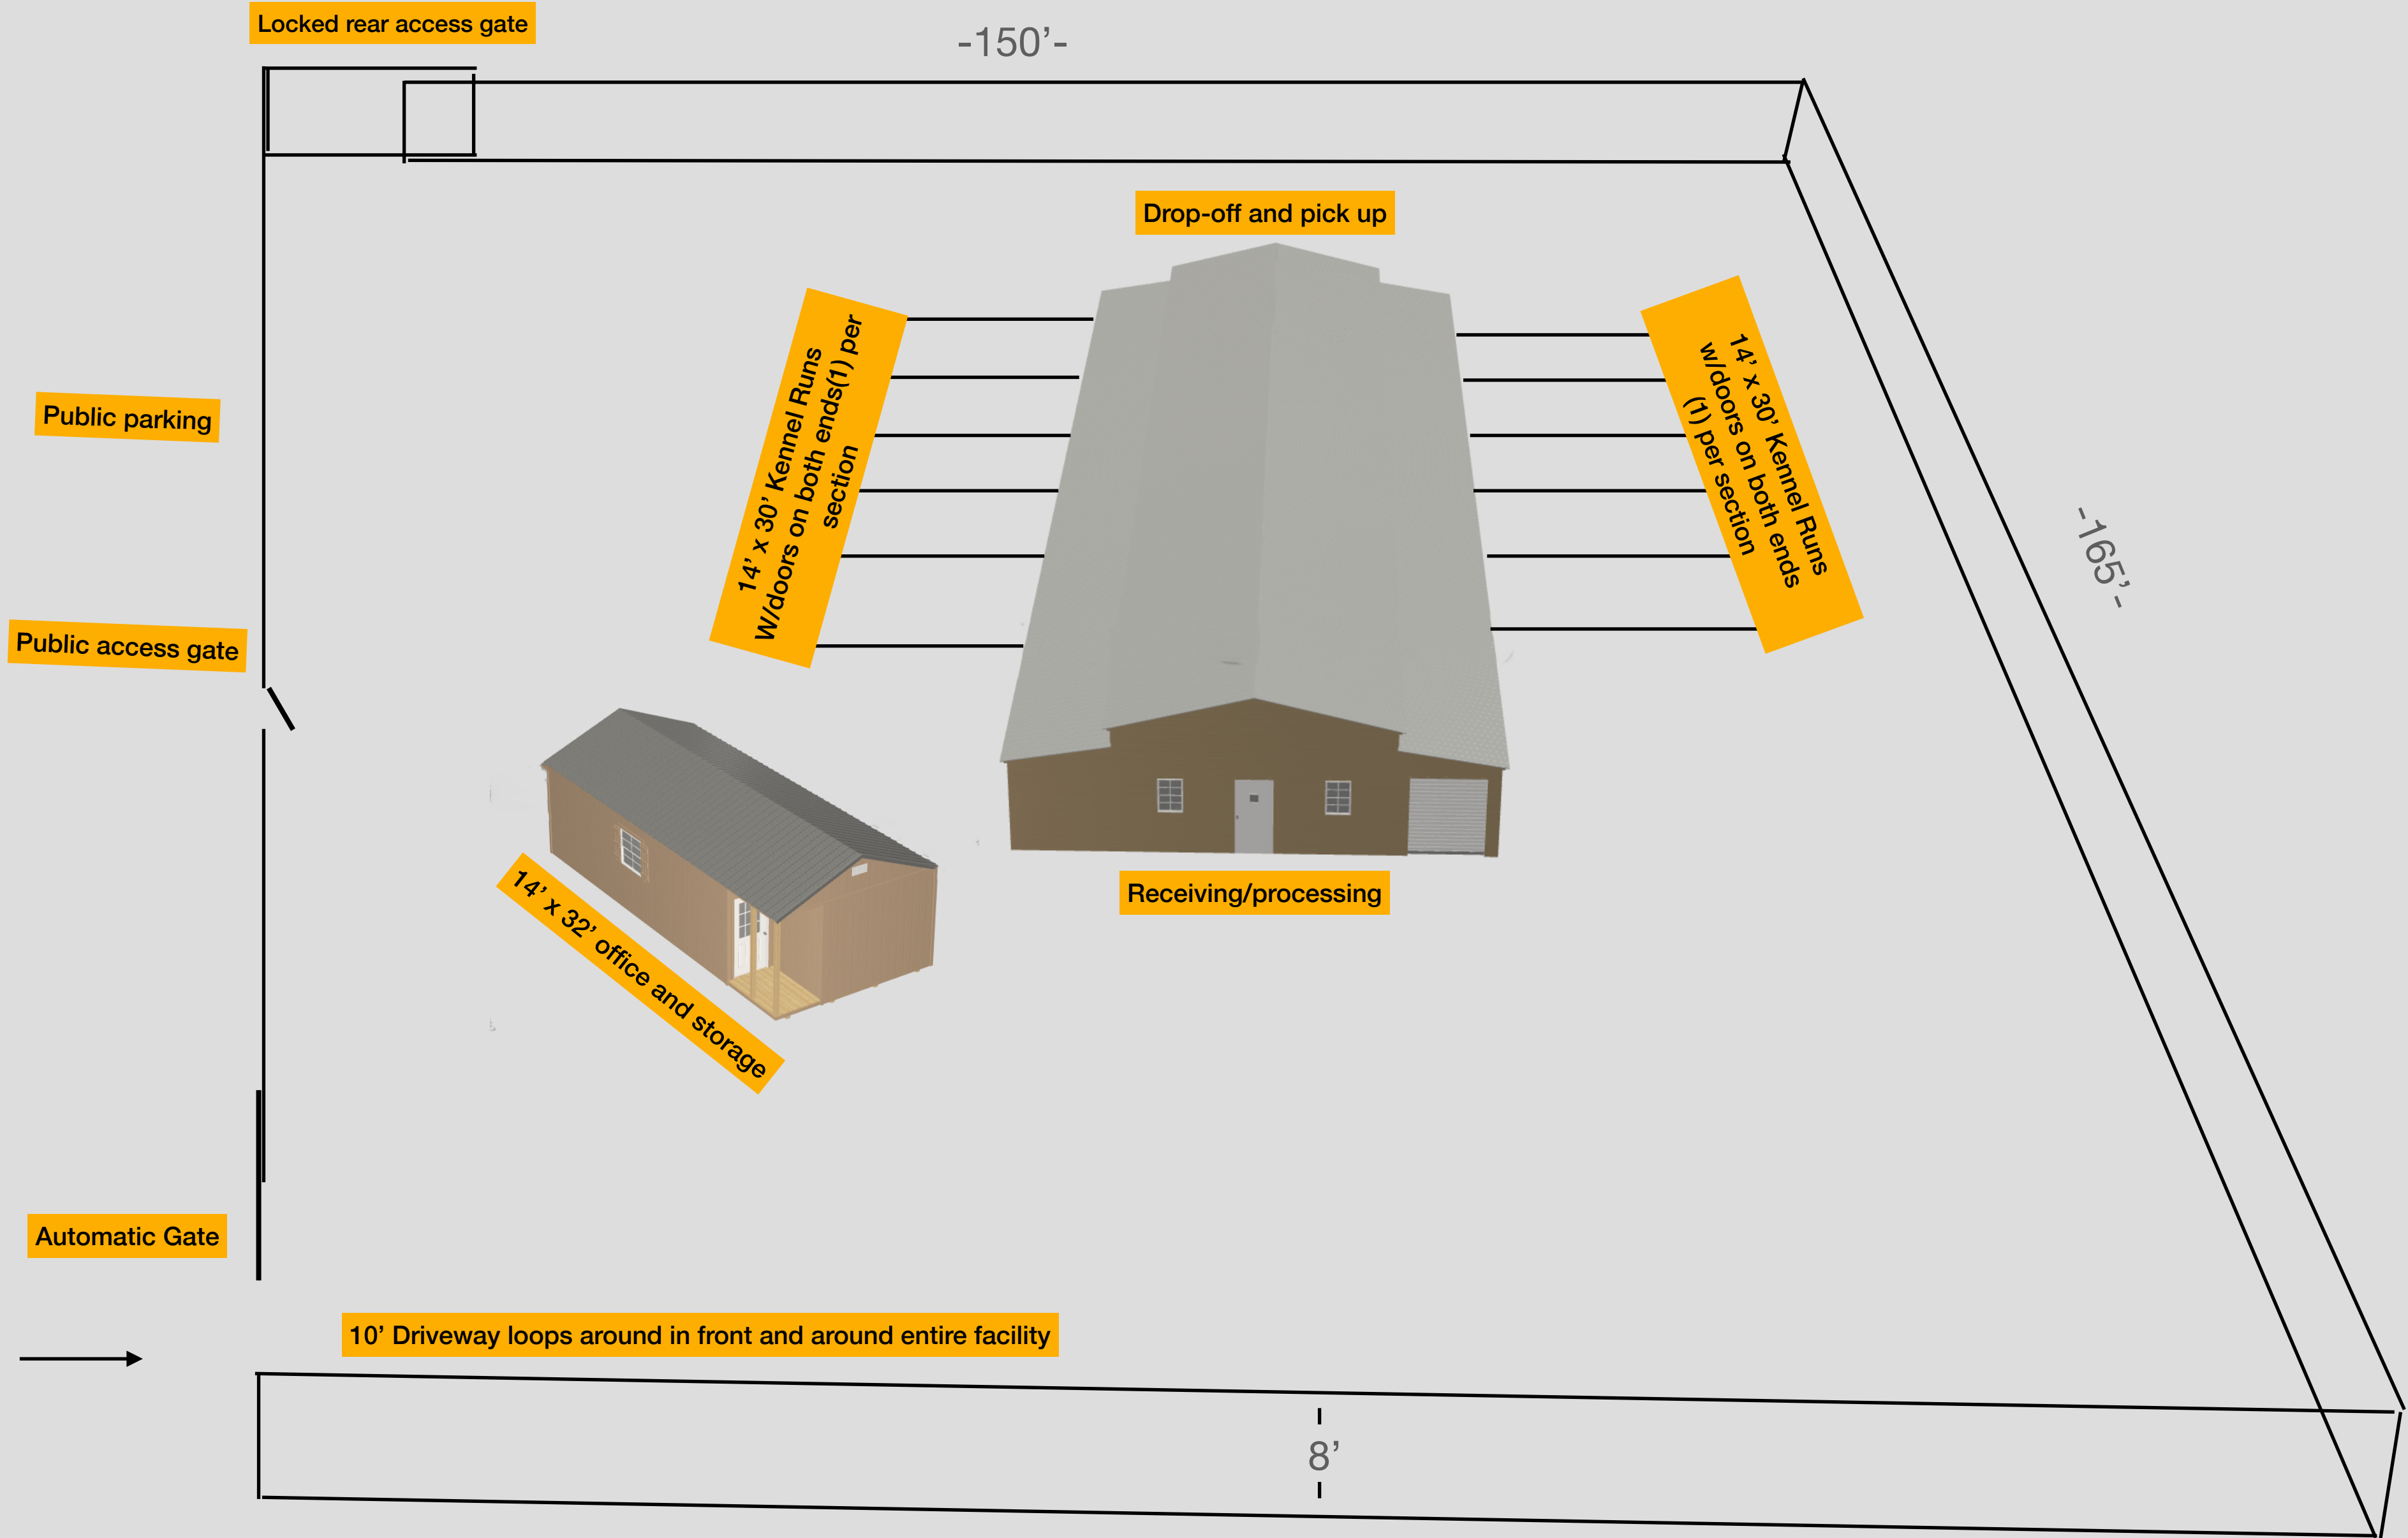 Locked rear access gate
-150’-
Drop-off and pick up
14’ x 30’ Kennel Runs
W/doors on both ends(1) per
section
14’ x 30’ Kennel Runs
w/doors on both ends
(1) per section
-165’-
Public parking
Public access gate
14’ x 32’ office and storage
Receiving/processing
Automatic Gate
10’ Driveway loops around in front and around entire facility
8’